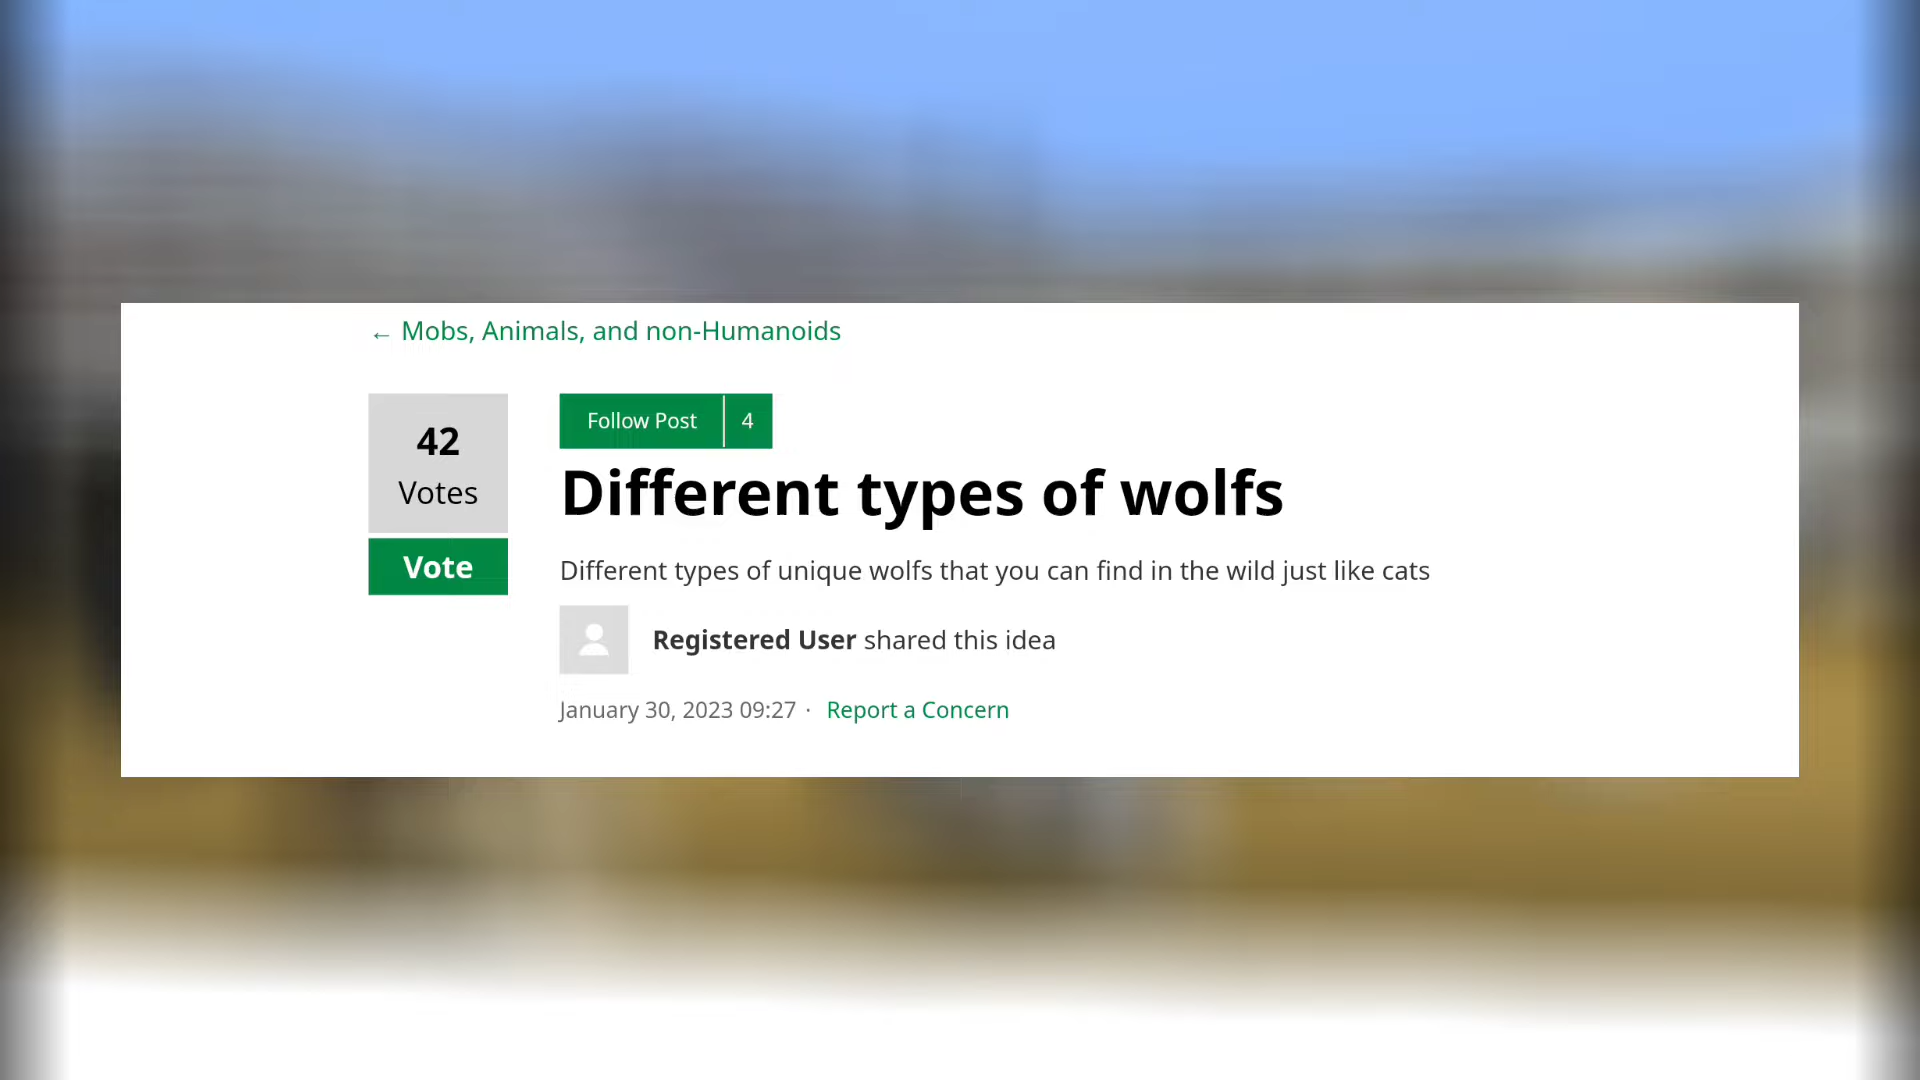 ← Mobs, Animals, and non-Humanoids
42
Votes
Vote
Follow Post 4
Different types of wolfs
Different types of unique wolfs that you can find in the wild just like cats
Registered User shared this idea
January 30, 2023 09:27 · Report a Concern